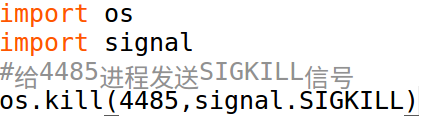 import os
import signal
#给4485进程发送SIGKILL信号
os.kill(4485,signal.SIGKILL)